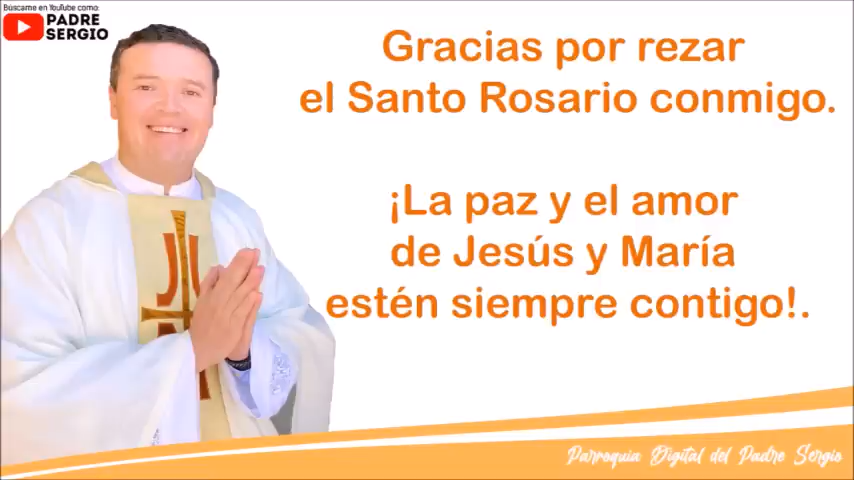 Búscame en YouTube como:
PADRE
SERGIO
Gracias por rezar
el Santo Rosario conmigo.
¡La paz y el amor
de Jesús y María
estén siempre contigo!.
Parroquia Digital del Padre Sergio